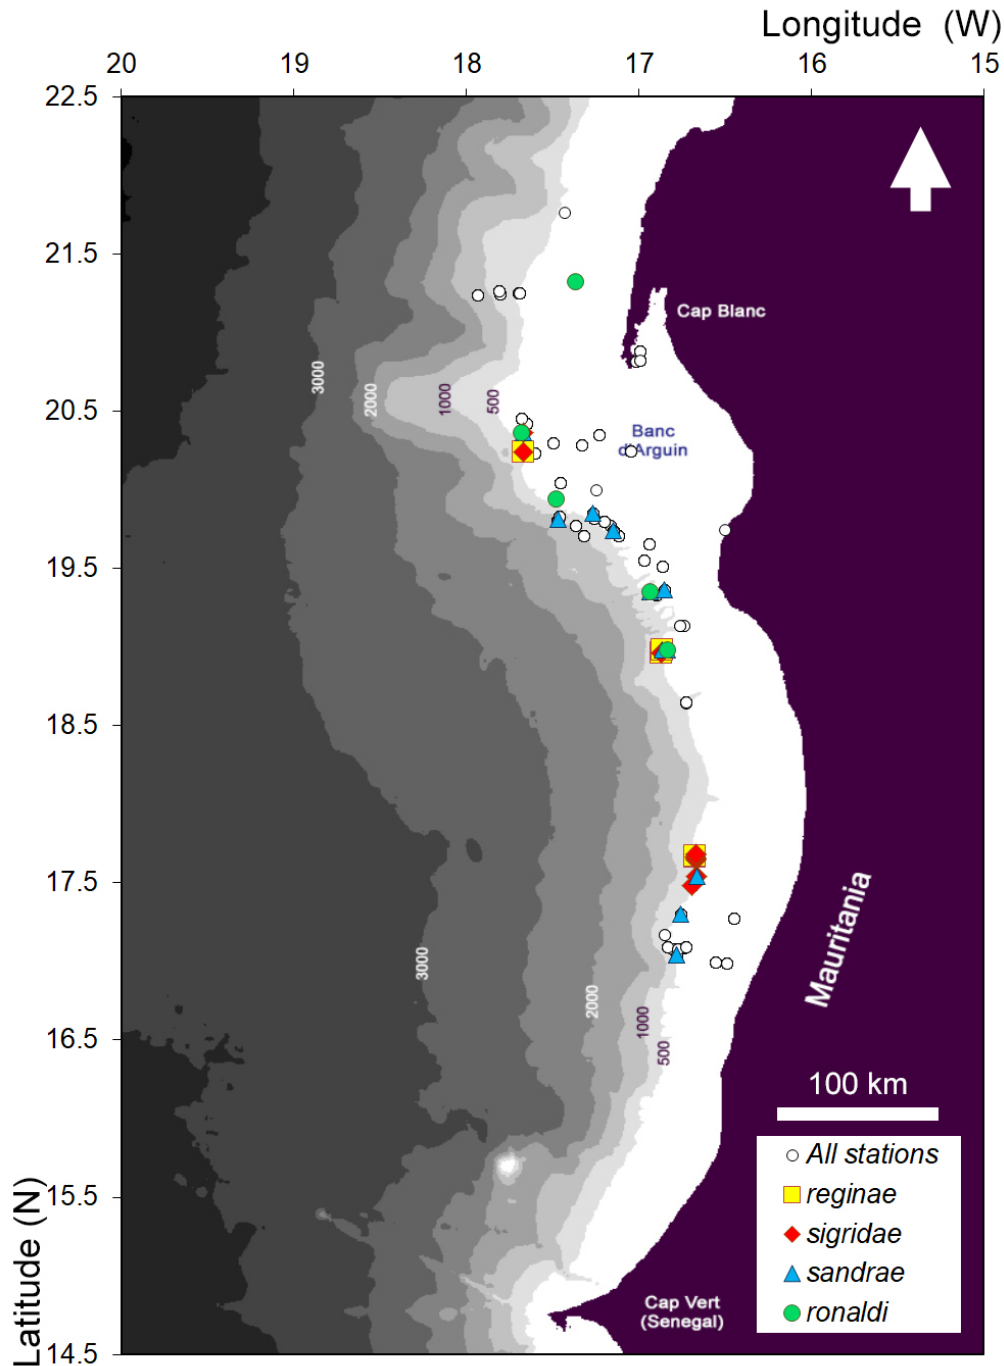 Longitude (W)
20 19 18 17 16 15
22.5
21.5
Cap Blanc
3000
2000
1000
500
20.5
Banc
d'Arguin
19.5
18.5
17.5
Mauritania
3000
2000
1000
500
16.5
100 km
All stations
reginae
sigridae
sandrae
ronaldi
15.5
Latitude (N)
Cap Vert
(Senegal)
14.5